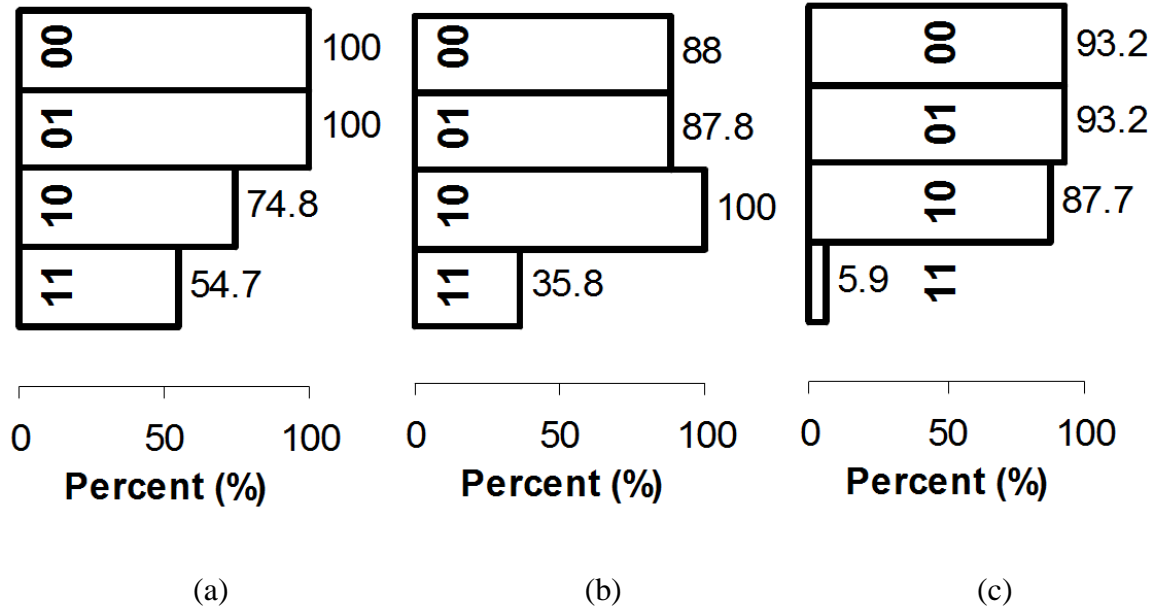 00 100
01 100
10 74.8
11 54.7
0 50 100
Percent (%)
(a)
00 88
01 87.8
10 100
11 35.8
0 50 100
Percent (%)
(b)
00 93.2
01 93.2
10 87.7
11 5.9
0 50 100
Percent (%)
(c)